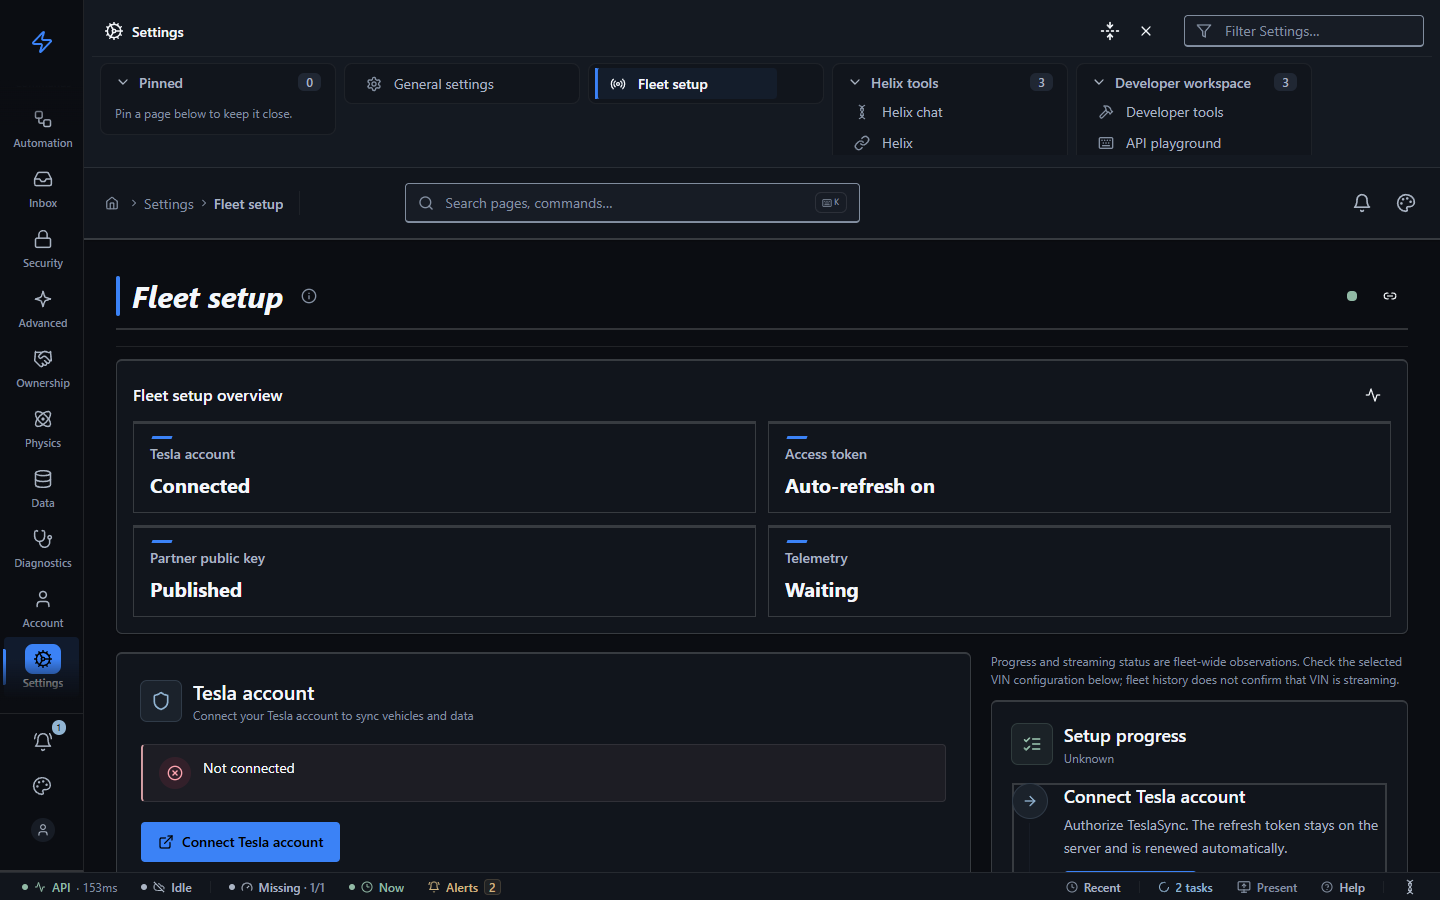 Settings
Filter Settings...
Pinned
0
Pin a page below to keep it close.
General settings
Fleet setup
Helix tools
3
Helix chat
Helix
Developer workspace
3
Developer tools
API playground
Automation
Inbox
Security
Advanced
Ownership
Physics
Data
Diagnostics
Account
Settings
1
Settings
Fleet setup
Search pages, commands...
K
Fleet setup
Fleet setup overview
Tesla account
Connected
Access token
Auto-refresh on
Partner public key
Published
Telemetry
Waiting
Tesla account
Connect your Tesla account to sync vehicles and data
Not connected
Connect Tesla account
Progress and streaming status are fleet-wide observations. Check the selected
VIN configuration below; fleet history does not confirm that VIN is streaming.
Setup progress
Unknown
Connect Tesla account
Authorize TeslaSync. The refresh token stays on the
server and is renewed automatically.
API · 153ms
Idle
Missing · 1/1
Now
Alerts 2
Recent
2 tasks
Present
Help